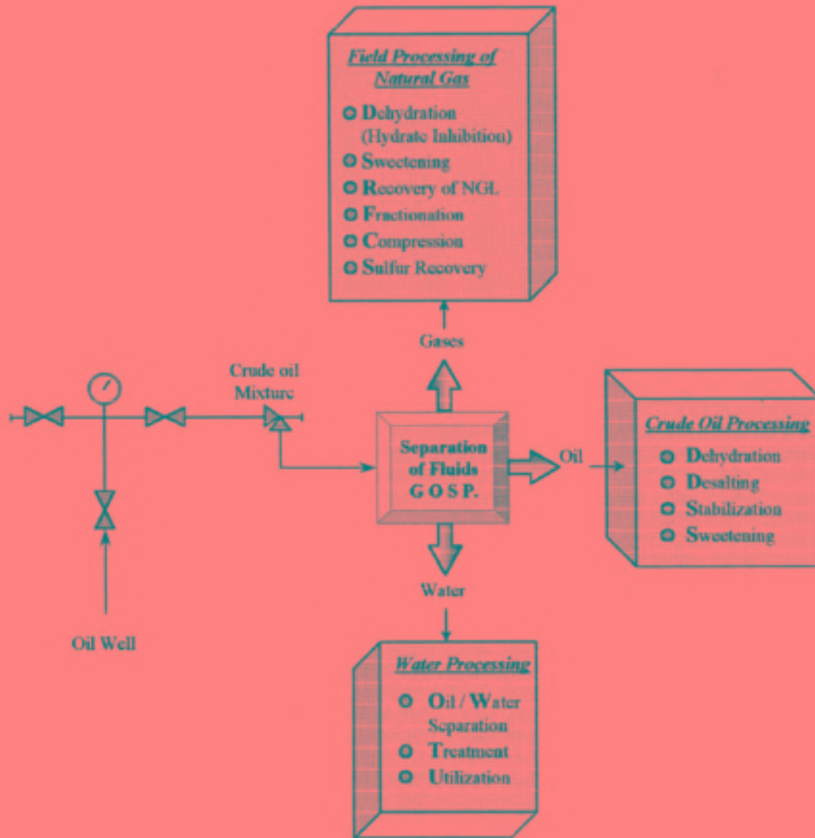 Field Processing of
Natural Gas
Dehydration
(Hydrate Inhibition)
Sweetening
Recovery of NGL
Fractionation
Compression
Sulfur Recovery
Gases
Crude oil
Mixture
Separation
of Fluids
G O S P.
Oil
Crude Oil Processing
Dehydration
Desalting
Stabilization
Sweetening
Water
Oil Well
Water Processing
Oil / Water
Separation
Treatment
Utilization